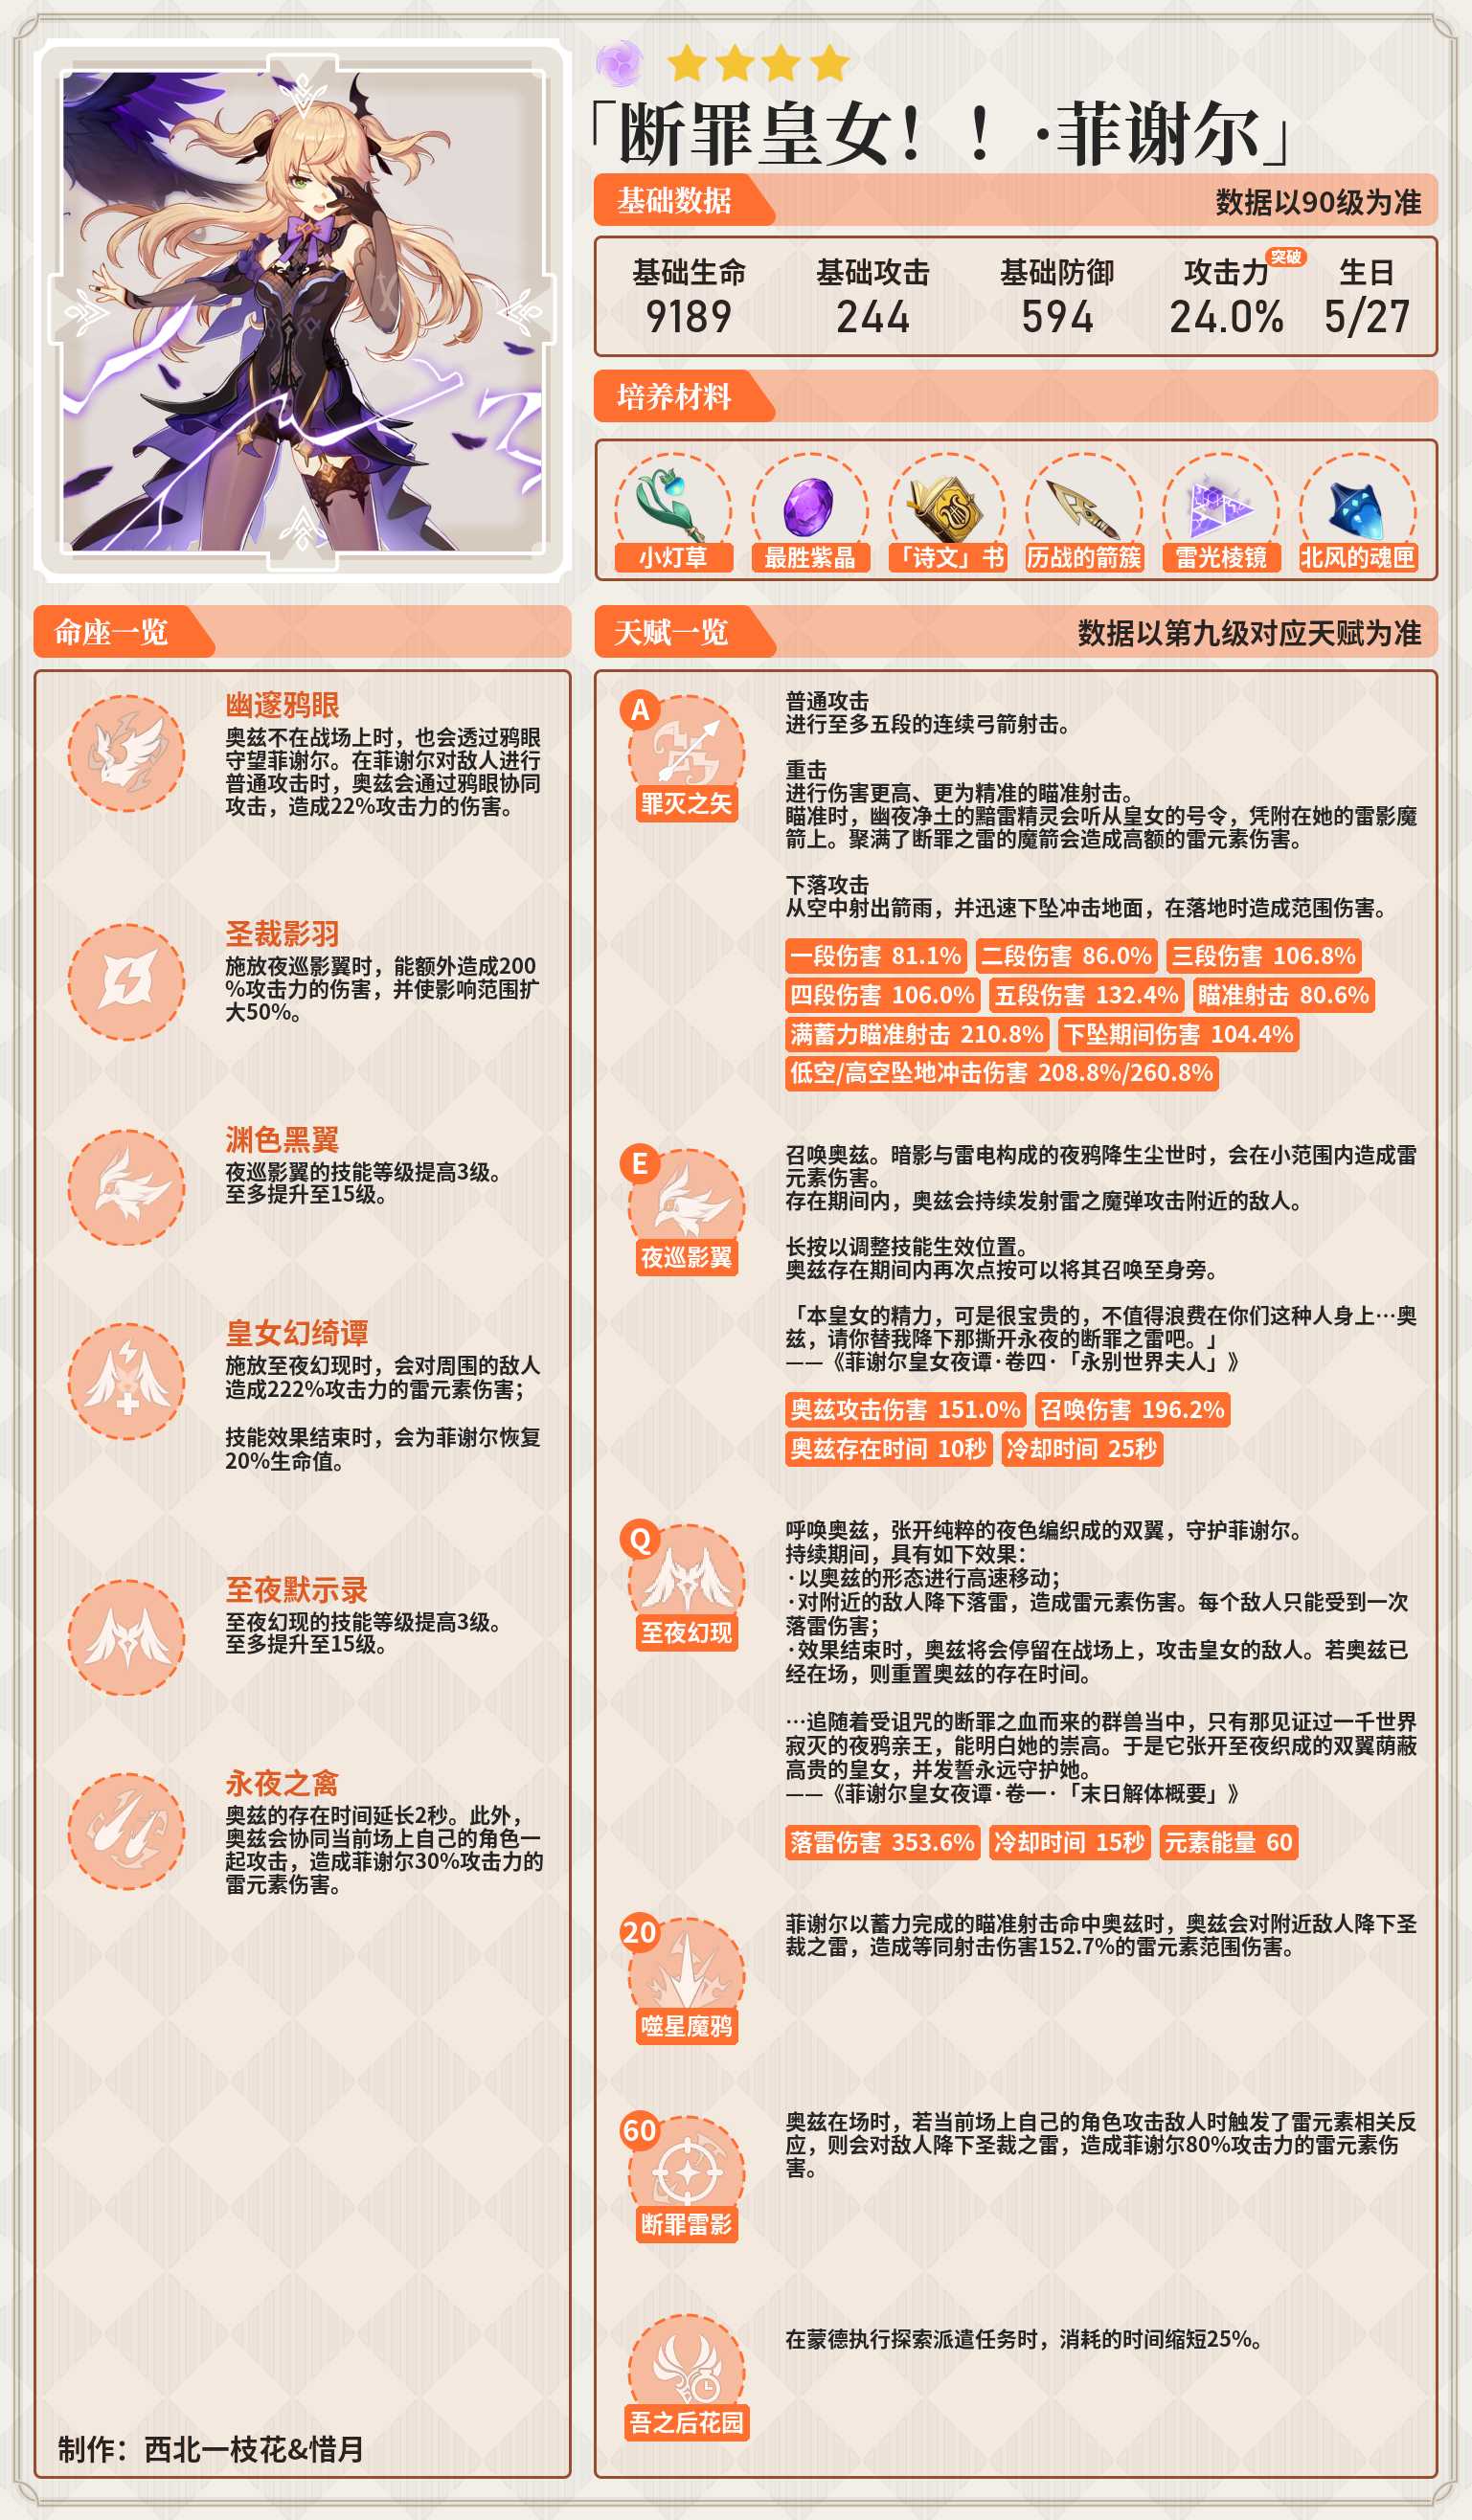 「断罪皇女！！·菲谢尔」
基础数据
数据以90级为准
基础生命 基础攻击 基础防御 攻击力 突破 生日
9189 244 594 24.0% 5/27
培养材料
小灯草 最胜紫晶 「诗文」书 历战的箭簇 雷光棱镜 北风的魂匣
命座一览
幽邃鸦眼
奥兹不在战场上时，也会透过鸦眼
守望菲谢尔。在菲谢尔对敌人进行
普通攻击时，奥兹会通过鸦眼协同
攻击，造成22%攻击力的伤害。
圣裁影羽
施放夜巡影翼时，能额外造成200
%攻击力的伤害，并使影响范围扩
大50%。
渊色黑翼
夜巡影翼的技能等级提高3级。
至多提升至15级。
皇女幻绮谭
施放至夜幻现时，会对周围的敌人
造成222%攻击力的雷元素伤害；
技能效果结束时，会为菲谢尔恢复
20%生命值。
至夜默示录
至夜幻现的技能等级提高3级。
至多提升至15级。
永夜之禽
奥兹的存在时间延长2秒。此外，
奥兹会协同当前场上自己的角色一
起攻击，造成菲谢尔30%攻击力的
雷元素伤害。
制作：西北一枝花&惜月
天赋一览
数据以第九级对应天赋为准
A
罪灭之矢
普通攻击
进行至多五段的连续弓箭射击。
重击
进行伤害更高、更为精准的瞄准射击。
瞄准时，幽夜净土的黯雷精灵会听从皇女的号令，凭附在她的雷影魔
箭上。聚满了断罪之雷的魔箭会造成高额的雷元素伤害。
下落攻击
从空中射出箭雨，并迅速下坠冲击地面，在落地时造成范围伤害。
一段伤害 81.1% 二段伤害 86.0% 三段伤害 106.8%
四段伤害 106.0% 五段伤害 132.4% 瞄准射击 80.6%
满蓄力瞄准射击 210.8% 下坠期间伤害 104.4%
低空/高空坠地冲击伤害 208.8%/260.8%
E
夜巡影翼
召唤奥兹。暗影与雷电构成的夜鸦降生尘世时，会在小范围内造成雷
元素伤害。
存在期间内，奥兹会持续发射雷之魔弹攻击附近的敌人。
长按以调整技能生效位置。
奥兹存在期间内再次点按可以将其召唤至身旁。
「本皇女的精力，可是很宝贵的，不值得浪费在你们这种人身上…奥
兹，请你替我降下那撕开永夜的断罪之雷吧。」
——《菲谢尔皇女夜谭·卷四·「永别世界夫人」》
奥兹攻击伤害 151.0% 召唤伤害 196.2%
奥兹存在时间 10秒 冷却时间 25秒
Q
至夜幻现
呼唤奥兹，张开纯粹的夜色编织成的双翼，守护菲谢尔。
持续期间，具有如下效果：
·以奥兹的形态进行高速移动；
·对附近的敌人降下落雷，造成雷元素伤害。每个敌人只能受到一次
落雷伤害；
·效果结束时，奥兹将会停留在战场上，攻击皇女的敌人。若奥兹已
经在场，则重置奥兹的存在时间。
…追随着受诅咒的断罪之血而来的群兽当中，只有那见证过一千世界
寂灭的夜鸦亲王，能明白她的崇高。于是它张开至夜织成的双翼荫蔽
高贵的皇女，并发誓永远守护她。
——《菲谢尔皇女夜谭·卷一·「末日解体概要」》
落雷伤害 353.6% 冷却时间 15秒 元素能量 60
20
噬星魔鸦
菲谢尔以蓄力完成的瞄准射击命中奥兹时，奥兹会对附近敌人降下圣
裁之雷，造成等同射击伤害152.7%的雷元素范围伤害。
60
断罪雷影
奥兹在场时，若当前场上自己的角色攻击敌人时触发了雷元素相关反
应，则会对敌人降下圣裁之雷，造成菲谢尔80%攻击力的雷元素伤
害。
吾之后花园
在蒙德执行探索派遣任务时，消耗的时间缩短25%。